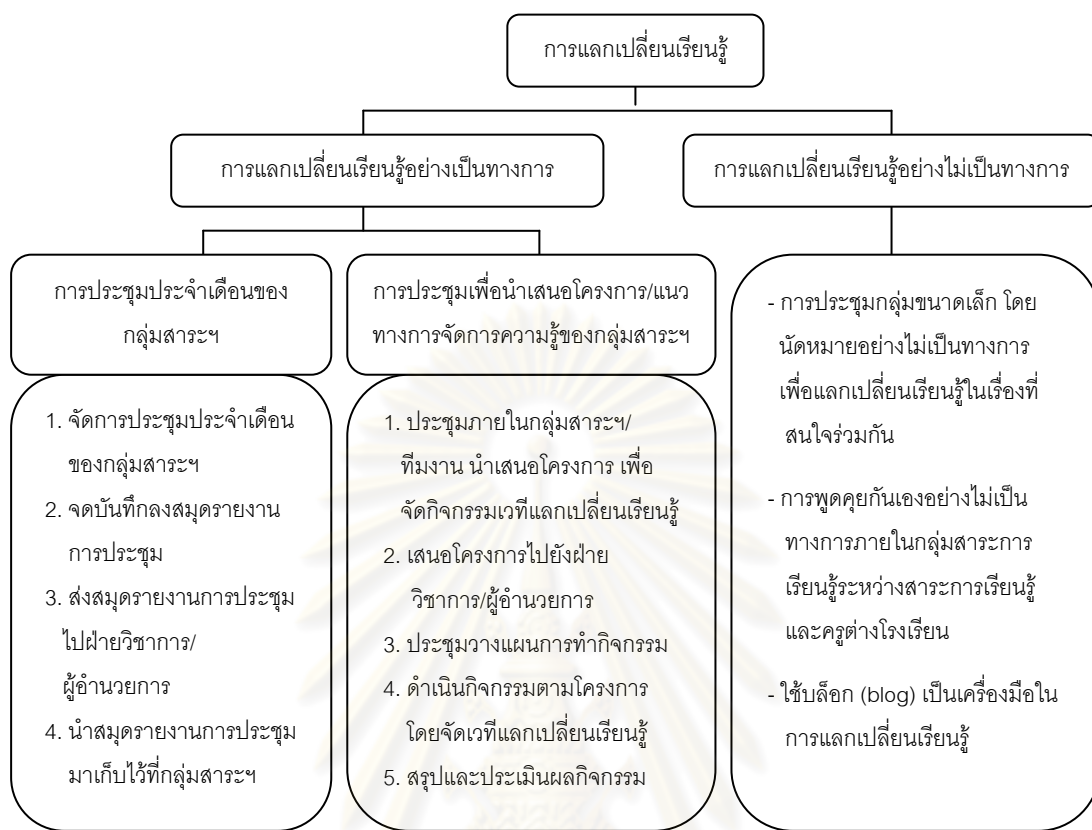 การแลกเปลี่ยนเรียนรู้
การแลกเปลี่ยนเรียนรู้อย่างเป็นทางการ
การแลกเปลี่ยนเรียนรู้อย่างไม่เป็นทางการ
การประชุมประจำเดือนของ
กลุ่มสาระฯ
1. จัดการประชุมประจำเดือน
ของกลุ่มสาระฯ
2. จดบันทึกลงสมุดรายงาน
การประชุม
3. ส่งสมุดรายงานการประชุม
ไปฝ่ายวิชาการ/
ผู้อำนวยการ
4. นำสมุดรายงานการประชุม
มาเก็บไว้ที่กลุ่มสาระฯ
การประชุมเพื่อนำเสนอโครงการ/แนว
ทางการจัดการความรู้ของกลุ่มสาระฯ
1. ประชุมภายในกลุ่มสาระฯ/
ทีมงาน นำเสนอโครงการ เพื่อ
จัดกิจกรรมเวทีแลกเปลี่ยนเรียนรู้
2. เสนอโครงการไปยังฝ่าย
วิชาการ/ผู้อำนวยการ
3. ประชุมวางแผนการทำกิจกรรม
4. ดำเนินกิจกรรมตามโครงการ
โดยจัดเวทีแลกเปลี่ยนเรียนรู้
5. สรุปและประเมินผลกิจกรรม
- การประชุมกลุ่มขนาดเล็ก โดย
นัดหมายอย่างไม่เป็นทางการ
เพื่อแลกเปลี่ยนเรียนรู้ในเรื่องที่
สนใจร่วมกัน
- การพูดคุยกันเองอย่างไม่เป็น
ทางการภายในกลุ่มสาระการ
เรียนรู้ระหว่างสาระการเรียนรู้
และครูต่างโรงเรียน
- ใช้บล็อก (blog) เป็นเครื่องมือใน
การแลกเปลี่ยนเรียนรู้